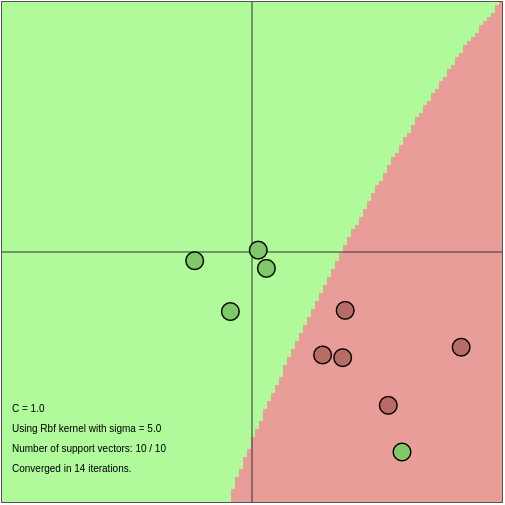 C = 1.0
Using Rbf kernel with sigma = 5.0
Number of support vectors: 10 / 10
Converged in 14 iterations.